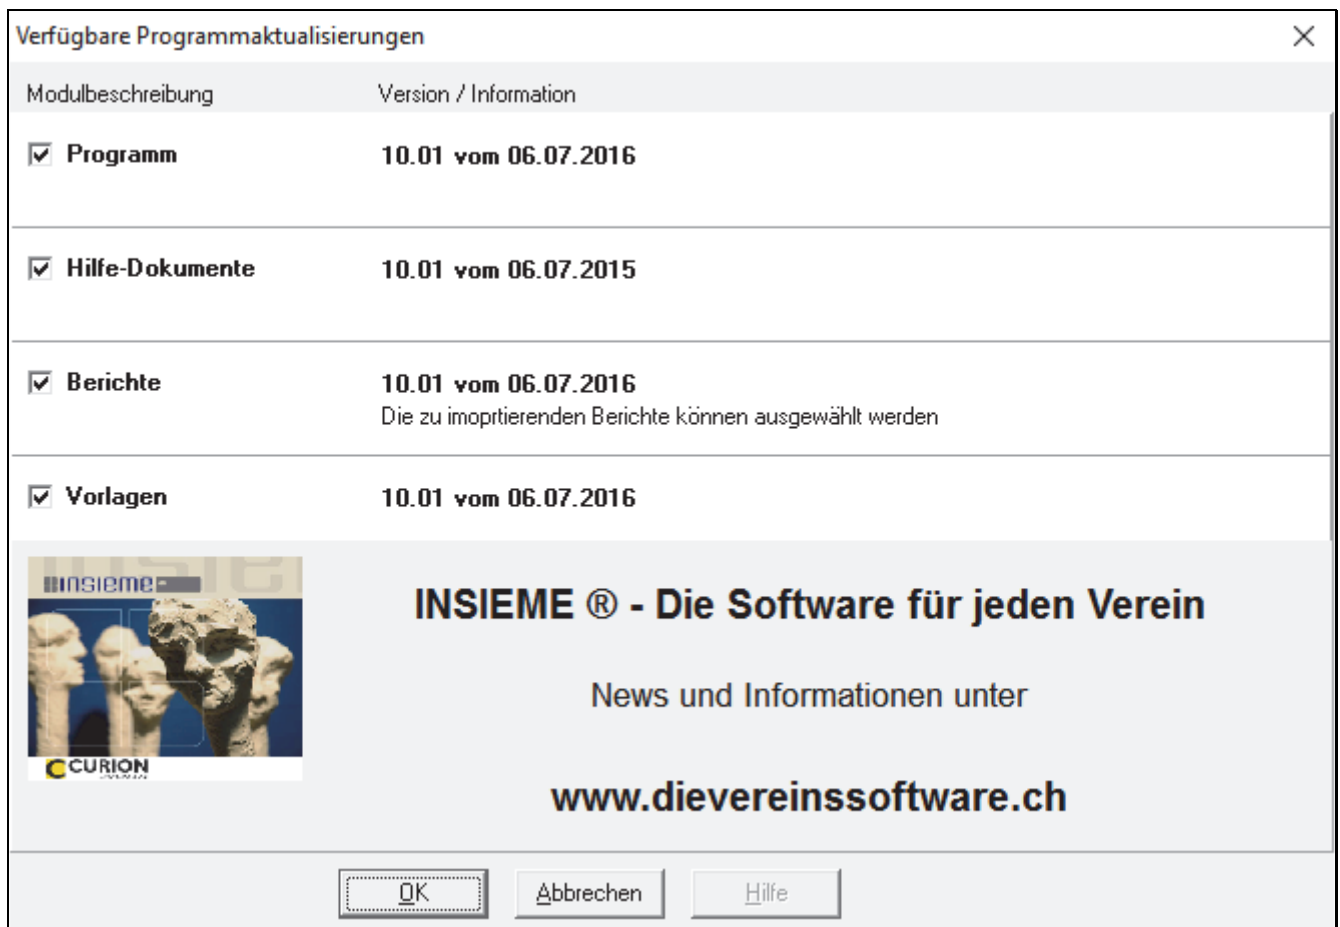 Verfügbare Programmaktualisierungen
Modulbeschreibung Version / Information
Programm 10.01 vom 06.07.2016
Hilfe-Dokumente 10.01 vom 06.07.2015
Berichte 10.01 vom 06.07.2016
Die zu imoprtierenden Berichte können ausgewählt werden
Vorlagen 10.01 vom 06.07.2016
insieme
CURION
INSIEME ® - Die Software für jeden Verein
News und Informationen unter
www.dievereinssoftware.ch
OK Abbrechen Hilfe